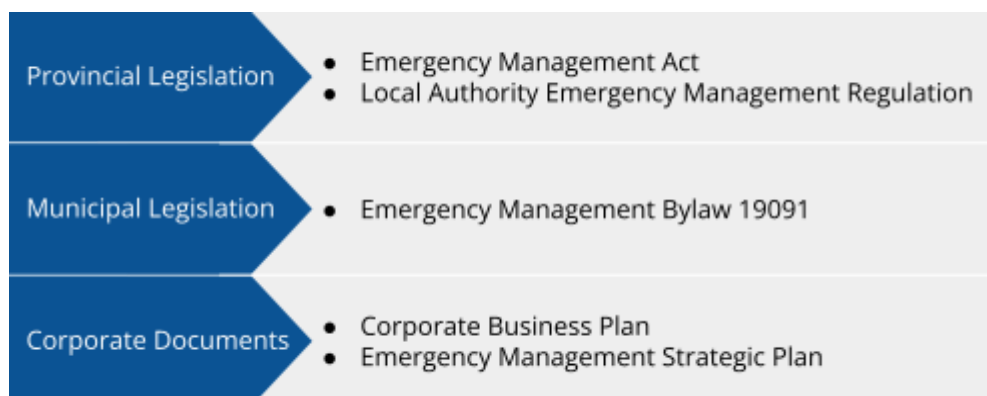 Provincial Legislation
● Emergency Management Act
● Local Authority Emergency Management Regulation
Municipal Legislation
● Emergency Management Bylaw 19091
Corporate Documents
● Corporate Business Plan
● Emergency Management Strategic Plan